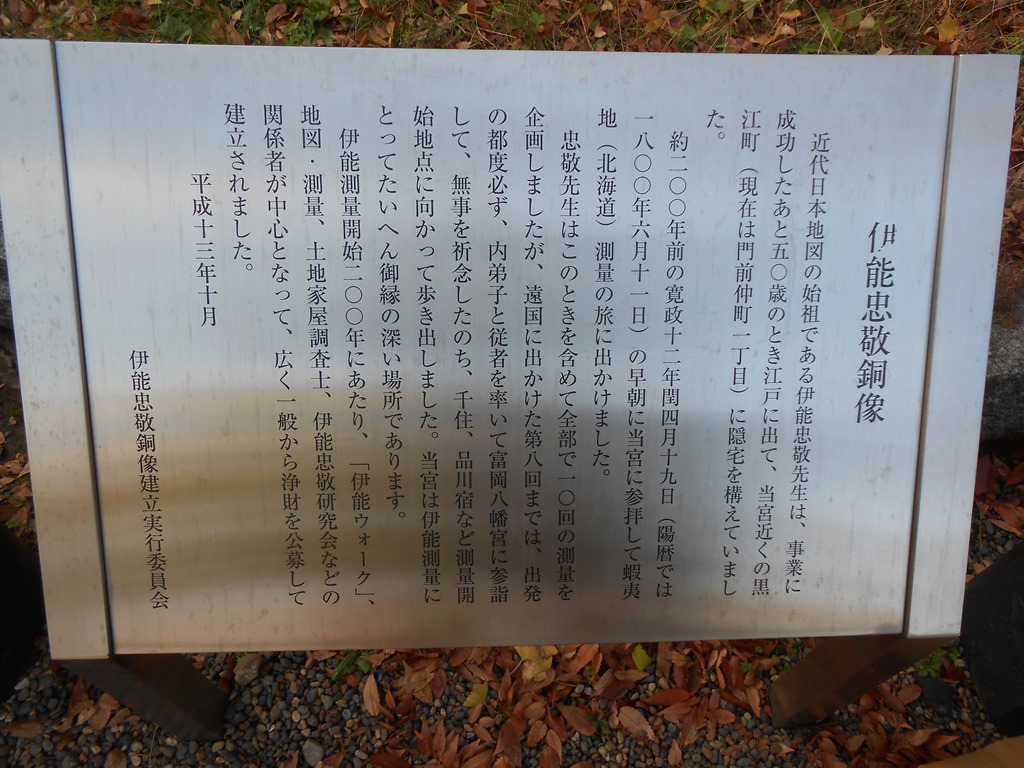 伊能忠敬銅像
近代日本地図の始祖である伊能忠敬先生は、事業に
成功したあと五〇歳のとき江戸に出て、当宮近くの黒
江町（現在は門前仲町一丁目）に隠宅を構えていまし
た。
約二〇〇年前の寛政十二年閏四月十九日（陽暦では
一八〇〇年六月十一日）の早朝に当宮に参拝して蝦夷
地（北海道）測量の旅に出かけました。
忠敬先生はこのときを含めて全部で一〇回の測量を
企画しましたが、遠国に出かけた第八回までは、出発
の都度必ず、内弟子と従者を率いて富岡八幡宮に参詣
して、無事を祈念したのち、千住、品川宿など測量開
始地点に向かって歩き出しました。当宮は伊能測量に
とってたいへん御縁の深い場所であります。
伊能測量開始二〇〇年にあたり、「伊能ウォーク」、
地図・測量、土地家屋調査士、伊能忠敬研究会などの
関係者が中心となって、広く一般から浄財を公募して
建立されました。
平成十三年十月
伊能忠敬銅像建立実行委員会